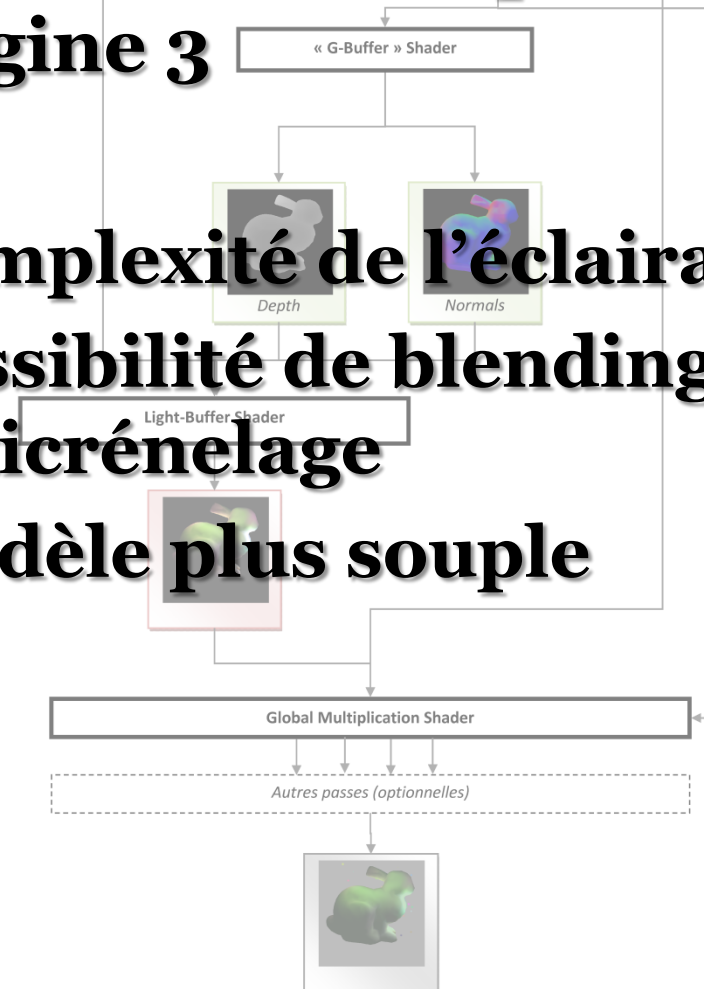 gine 3
« G-Buffer » Shader
mplexité de l’éclaira
Depth
Normals
ssibilité de blending
Light-Buffer Shader
icrénelage
dèle plus souple
Global Multiplication Shader
Autres passes (optionnelles)